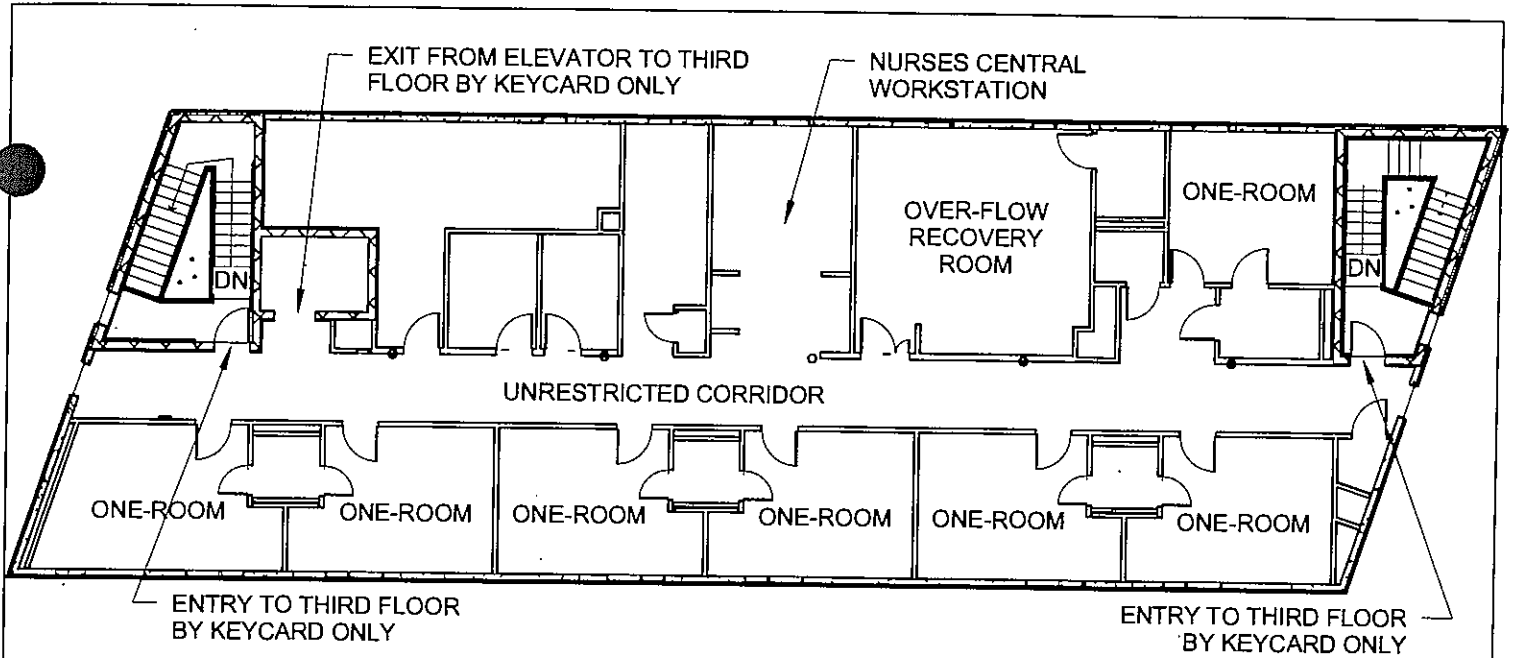 EXIT FROM ELEVATOR TO THIRD
FLOOR BY KEYCARD ONLY
NURSES CENTRAL
WORKSTATION
ONE-ROOM
OVER-FLOW
RECOVERY
ROOM
DN
DN
UNRESTRICTED CORRIDOR
ONE-ROOM
ONE-ROOM
ONE-ROOM
ONE-ROOM
ONE-ROOM
ONE-ROOM
ENTRY TO THIRD FLOOR
BY KEYCARD ONLY
ENTRY TO THIRD FLOOR
BY KEYCARD ONLY